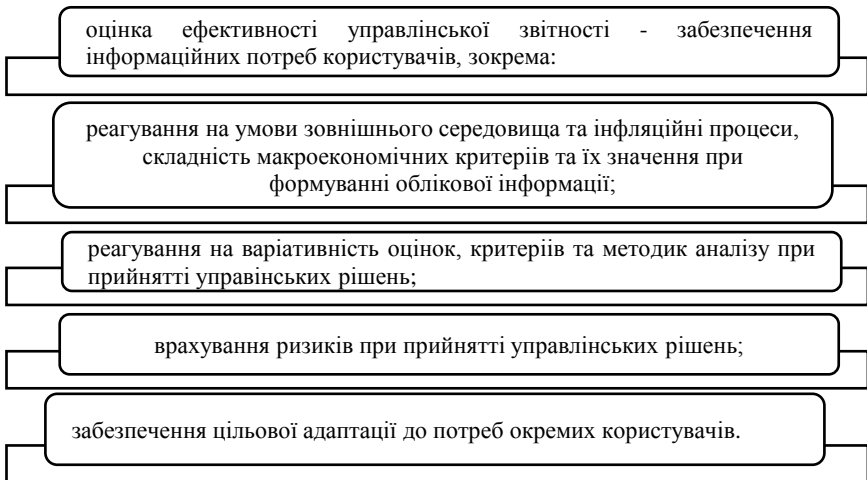 оцінка ефективності управлінської звітності - забезпечення
інформаційних потреб користувачів, зокрема:
реагування на умови зовнішнього середовища та інфляційні процеси,
складність макроекономічних критеріїв та їх значення при
формуванні облікової інформації;
реагування на варіативність оцінок, критеріїв та методик аналізу при
прийнятті управінських рішень;
врахування ризиків при прийнятті управлінських рішень;
забезпечення цільової адаптації до потреб окремих користувачів.